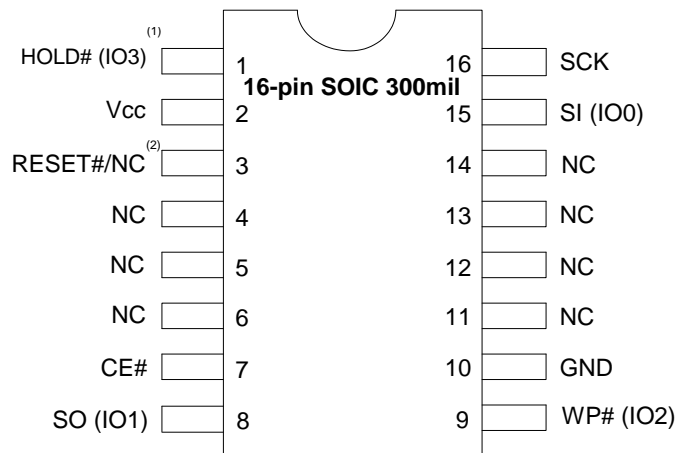 (1)
HOLD# (IO3) 1 16 SCK
16-pin SOIC 300mil
Vcc 2 15 SI (IO0)
RESET#/NC(2) 3 14 NC
NC 4 13 NC
NC 5 12 NC
NC 6 11 NC
CE# 7 10 GND
SO (IO1) 8 9 WP# (IO2)